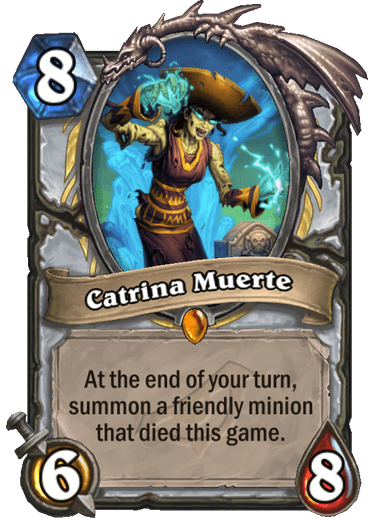 8
Catrina Muerte
At the end of your turn,
summon a friendly minion
that died this game.
6
8